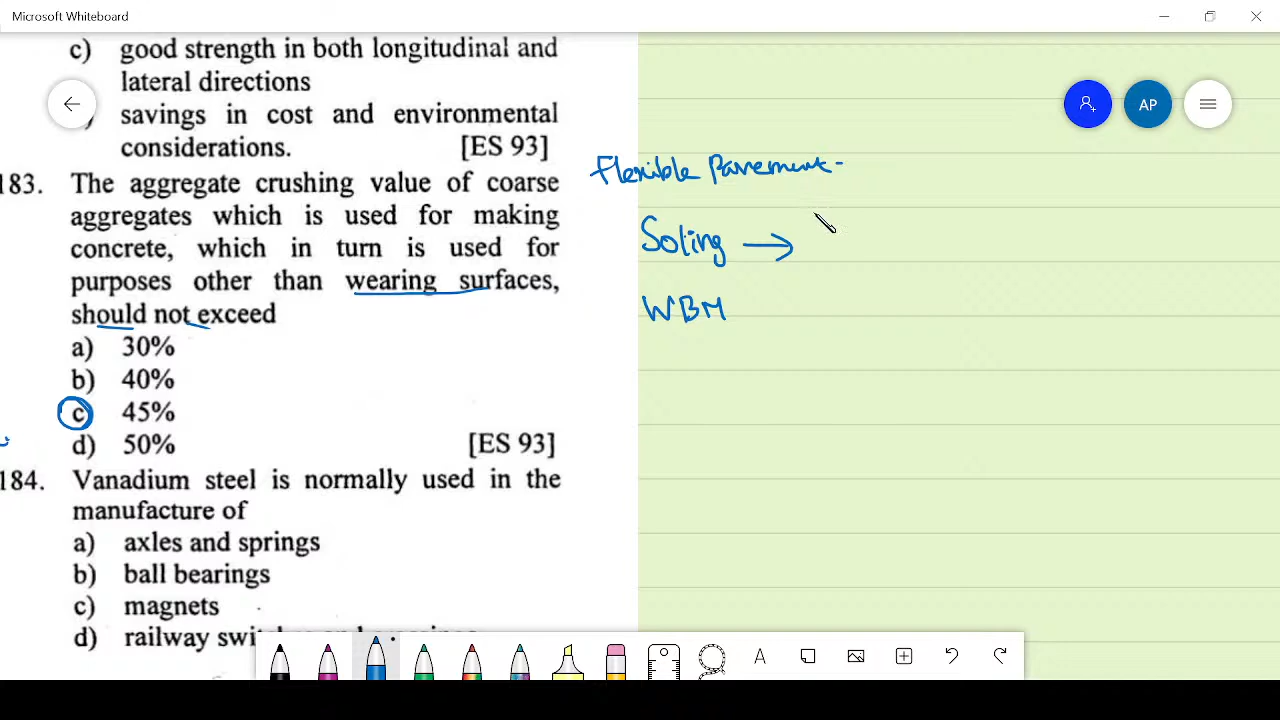 Microsoft Whiteboard
c) good strength in both longitudinal and
lateral directions
savings in cost and environmental
considerations. [ES 93]
183. The aggregate crushing value of coarse
aggregates which is used for making
concrete, which in turn is used for
purposes other than wearing surfaces,
should not exceed
a) 30%
b) 40%
c) 45%
d) 50% [ES 93]
184. Vanadium steel is normally used in the
manufacture of
a) axles and springs
b) ball bearings
c) magnets
d) railway
AP
Flexible Pavement -
Soling →
WBM
A